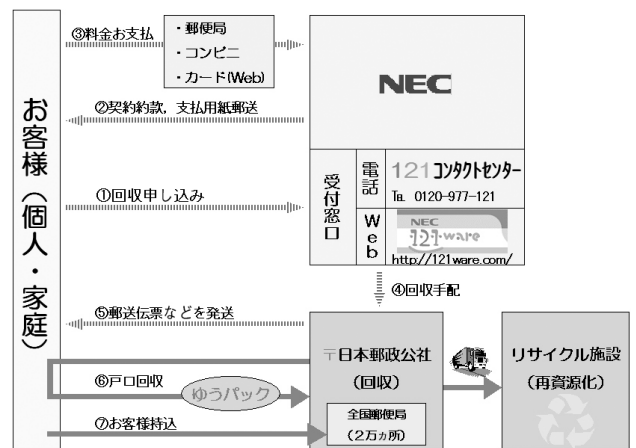 ③料金お支払
・郵便局
・コンビニ
・カード(Web)
NEC
②契約約款，支払用紙郵送
お客様（個人・家庭）
①回収申し込み
受付窓口
電話
121コンタクトセンター
℡ 0120-977-121
Web
NEC
121ware
http://121ware.com/
④回収手配
⑤郵送伝票などを発送
〒日本郵政公社
（回収）
リサイクル施設
（再資源化）
⑥戸口回収
ゆうパック
⑦お客様持込
全国郵便局
（2万ヵ所）